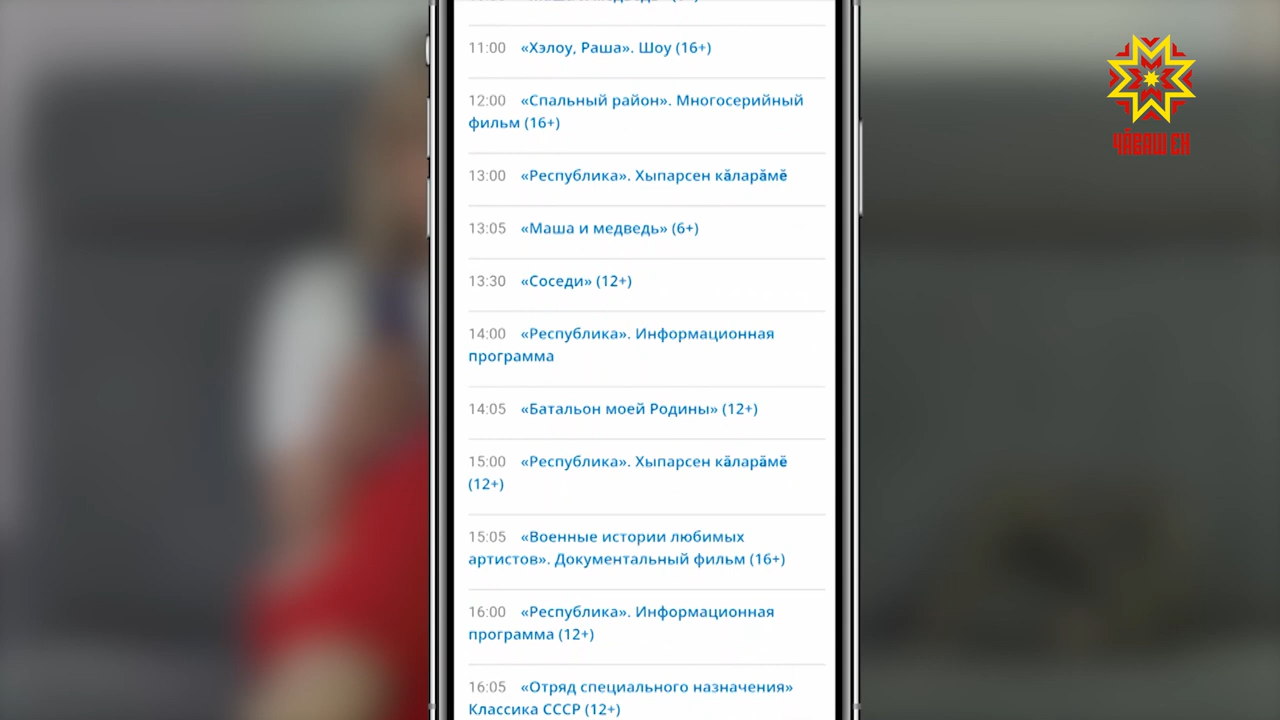 11:00 «Хэлоу, Раша». Шоу (16+)
12:00 «Спальный район». Многосерийный
фильм (16+)
13:00 «Республика». Хыпарсен кӑларӑмӗ
13:05 «Маша и медведь» (6+)
13:30 «Соседи» (12+)
14:00 «Республика». Информационная
программа
14:05 «Батальон моей Родины» (12+)
15:00 «Республика». Хыпарсен кӑларӑмӗ
(12+)
15:05 «Военные истории любимых
артистов». Документальный фильм (16+)
16:00 «Республика». Информационная
программа (12+)
16:05 «Отряд специального назначения»
Классика СССР (12+)
ЧӐВАШ ЕН